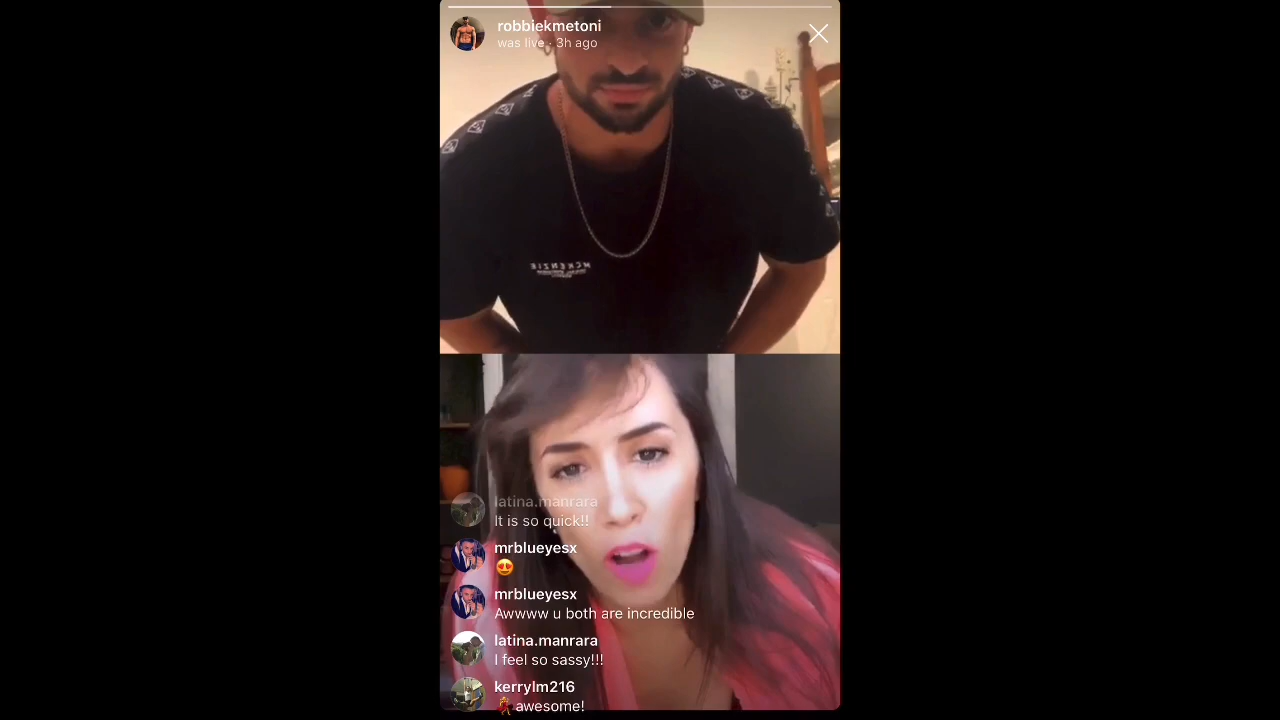 robbiekmetoni
was live · 3h ago
MCKENZIE
latina.manrara
It is so quick!!
mrblueyesx
😍
mrblueyesx
Awwww u both are incredible
latina.manrara
I feel so sassy!!!
kerrylm216
💃awesome!